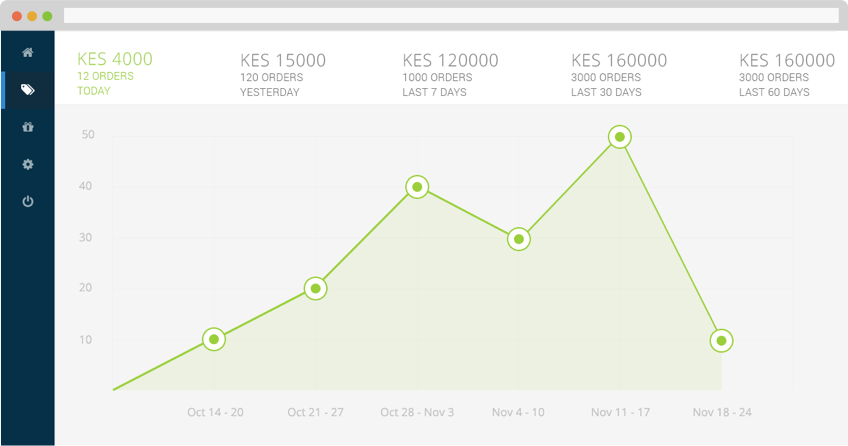 KES 4000
12 ORDERS
TODAY
KES 15000
120 ORDERS
YESTERDAY
KES 120000
1000 ORDERS
LAST 7 DAYS
KES 160000
3000 ORDERS
LAST 30 DAYS
KES 160000
3000 ORDERS
LAST 60 DAYS
50
40
30
20
10
Oct 14 - 20
Oct 21 - 27
Oct 28 - Nov 3
Nov 4 - 10
Nov 11 - 17
Nov 18 - 24